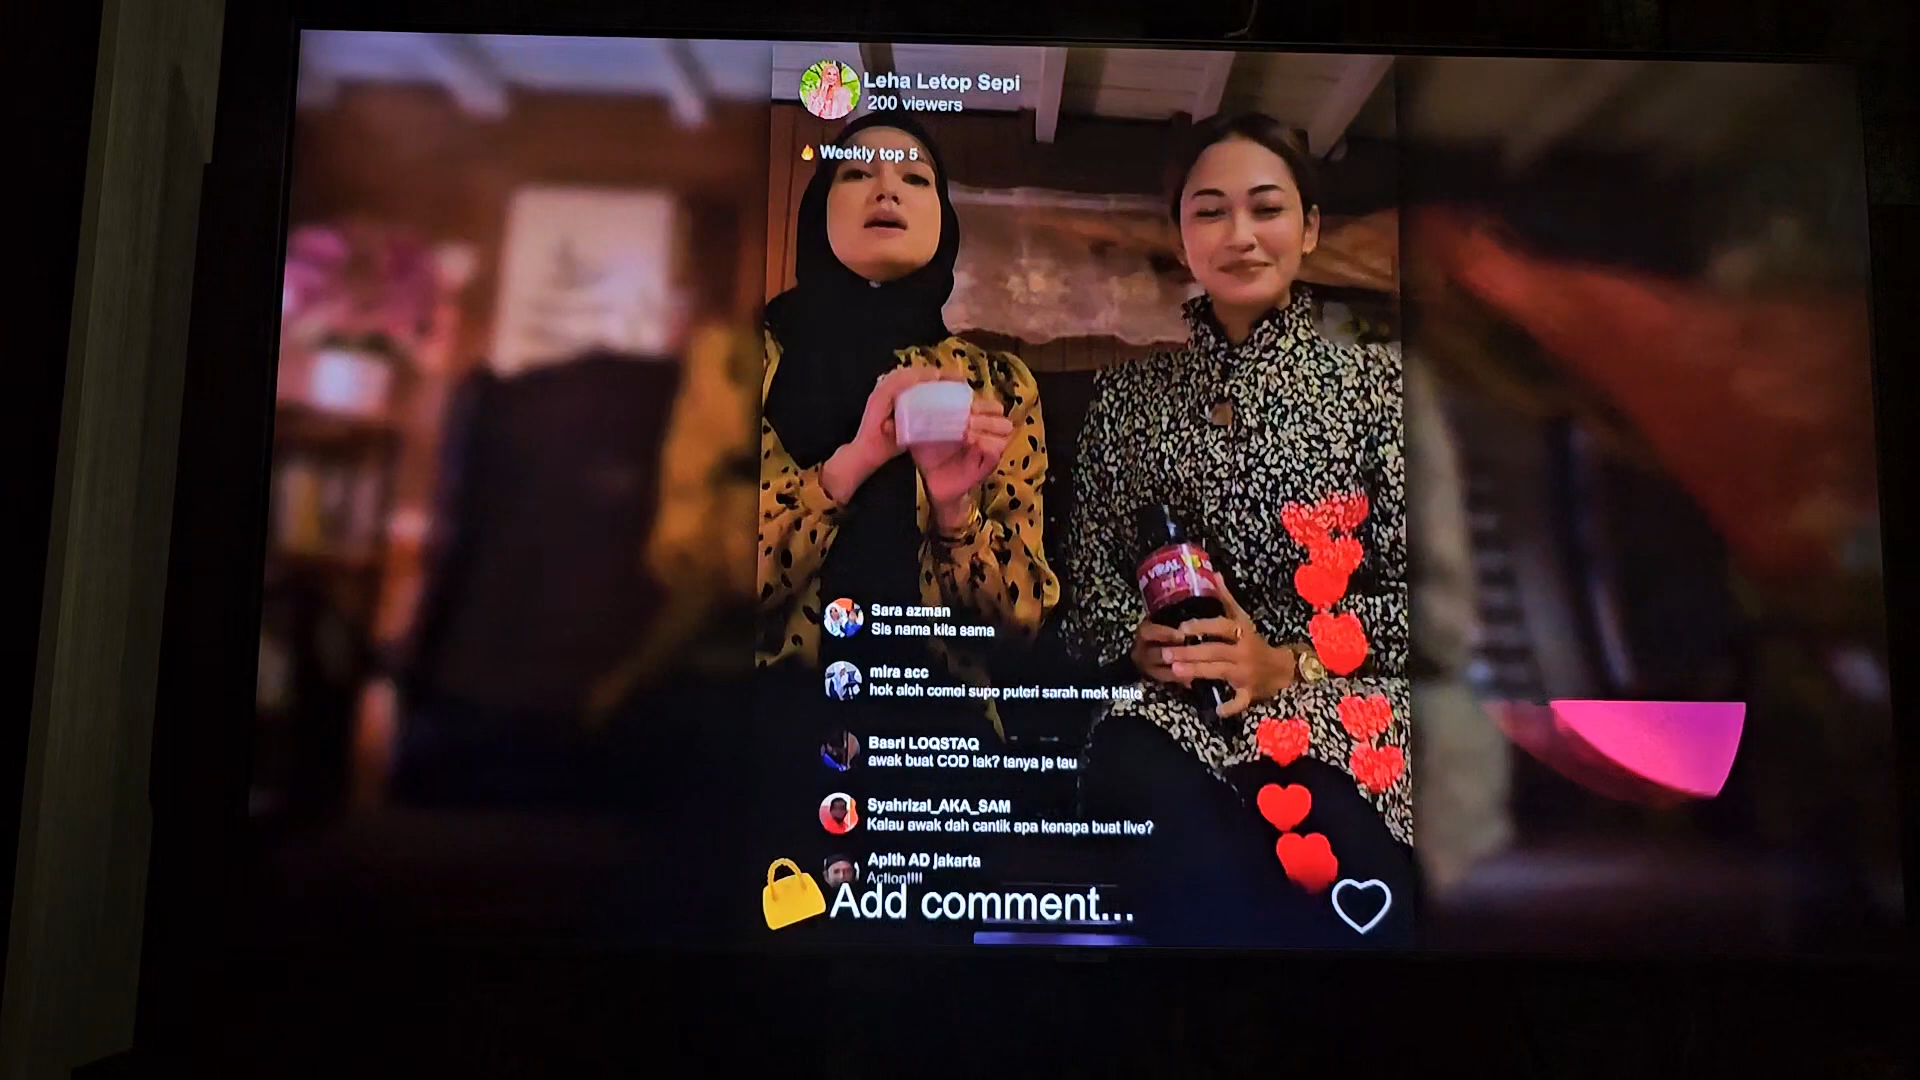 Leha Letop Sepi
200 viewers
🔥 Weekly top 5
VIRAL
Sara azman
Sis nama kita sama
mira acc
hok aloh comei supo puteri sarah mek klate
Basri LOQSTAQ
awak buat COD tak? tanya je tau
Syahrizal_AKA_SAM
Kalau awak dah cantik apa kenapa buat live?
Apith AD jakarta
Action!!!!
Add comment...